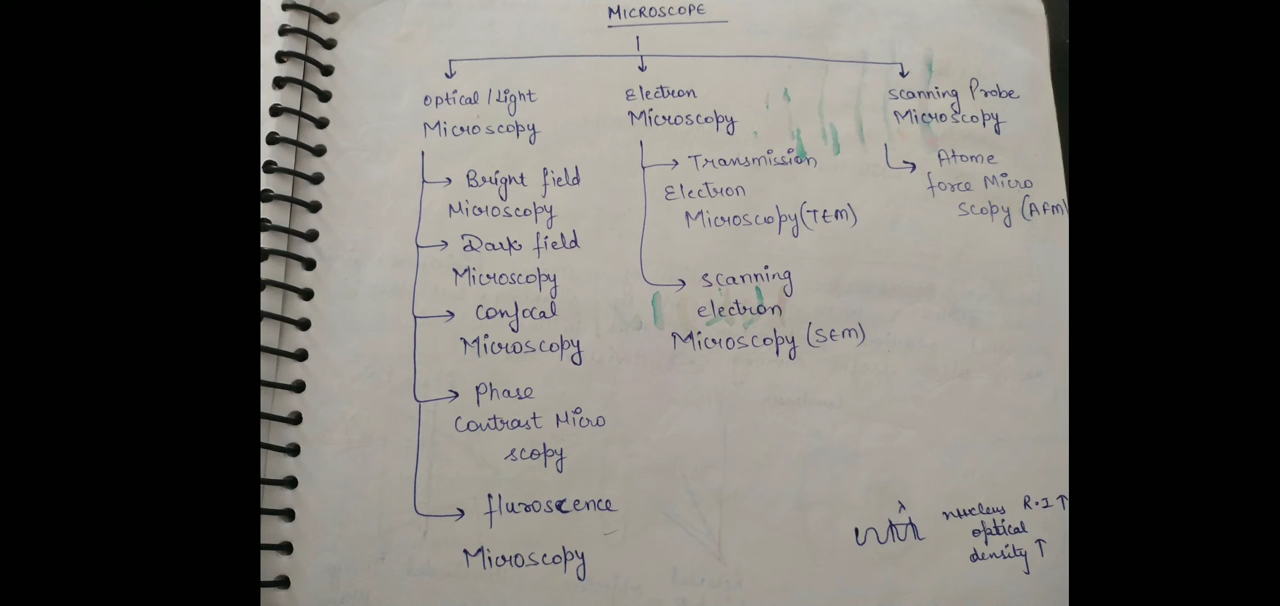 MICROSCOPE
Optical / Light
Microscopy
Bright field
Microscopy
Dark field
Microscopy
Confocal
Microscopy
Phase
Contrast Micro
scopy
fluroscence
Microscopy
Electron
Microscopy
Transmission
Electron
Microscopy (TEM)
Scanning
electron
Microscopy (SEM)
Scanning Probe
Microscopy
Atome
force Micro
scopy (AFM)
λ
nucleus R.I ↑
optical
density ↑